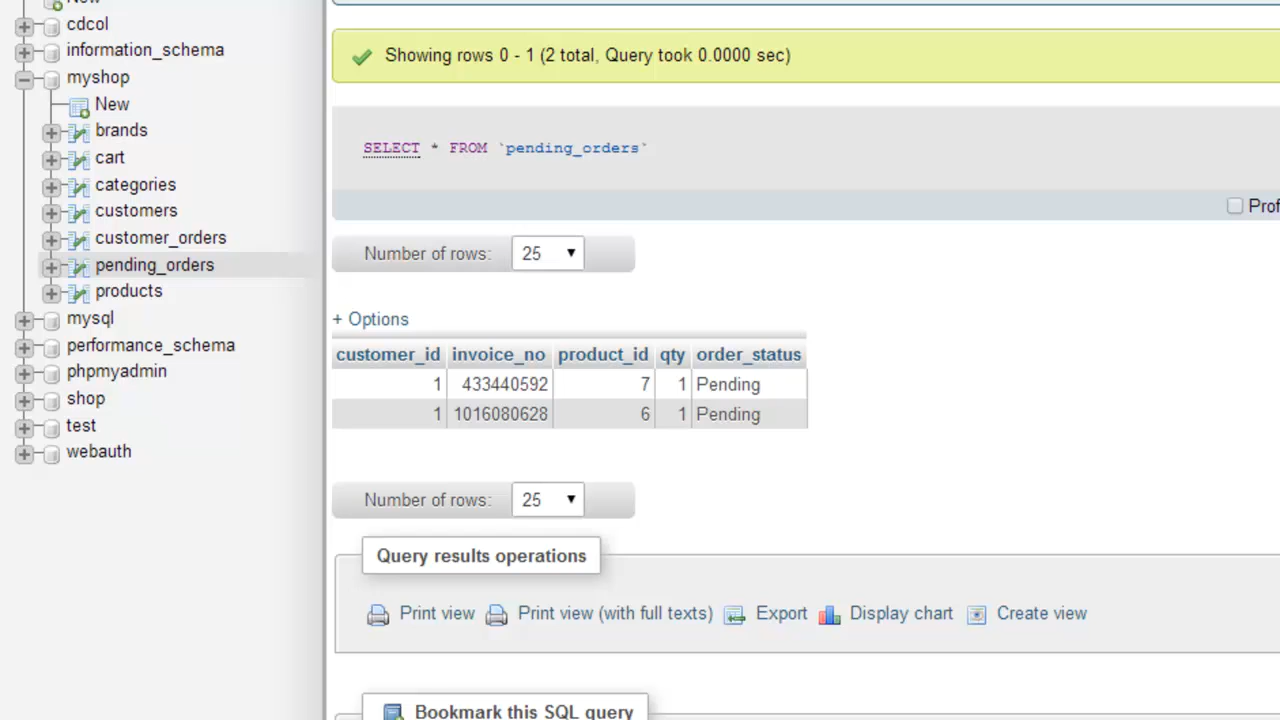 New
cdcol
information_schema
myshop
New
brands
cart
categories
customers
customer_orders
pending_orders
products
mysql
performance_schema
phpmyadmin
shop
test
webauth
Showing rows 0 - 1 (2 total, Query took 0.0000 sec)
SELECT * FROM `pending_orders`
Prof
Number of rows: 25
+ Options
customer_id invoice_no product_id qty order_status
1 433440592 7 1 Pending
1 1016080628 6 1 Pending
Number of rows: 25
Query results operations
Print view Print view (with full texts) Export Display chart Create view
Bookmark this SQL query